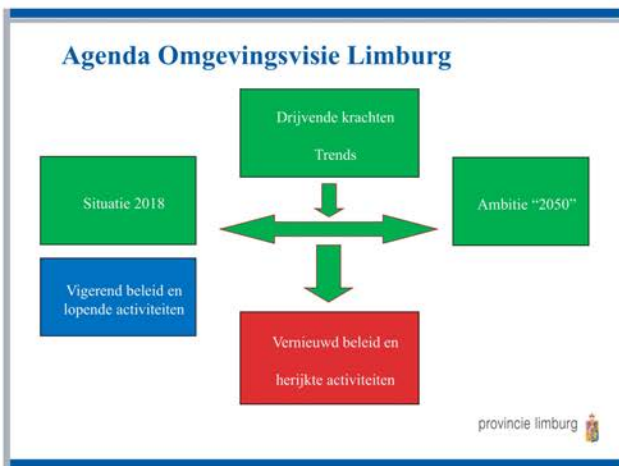 Agenda Omgevingsvisie Limburg
Drijvende krachten
Trends
Situatie 2018
Ambitie “2050”
Vigerend beleid en
lopende activiteiten
Vernieuwd beleid en
herijkte activiteiten
provincie limburg